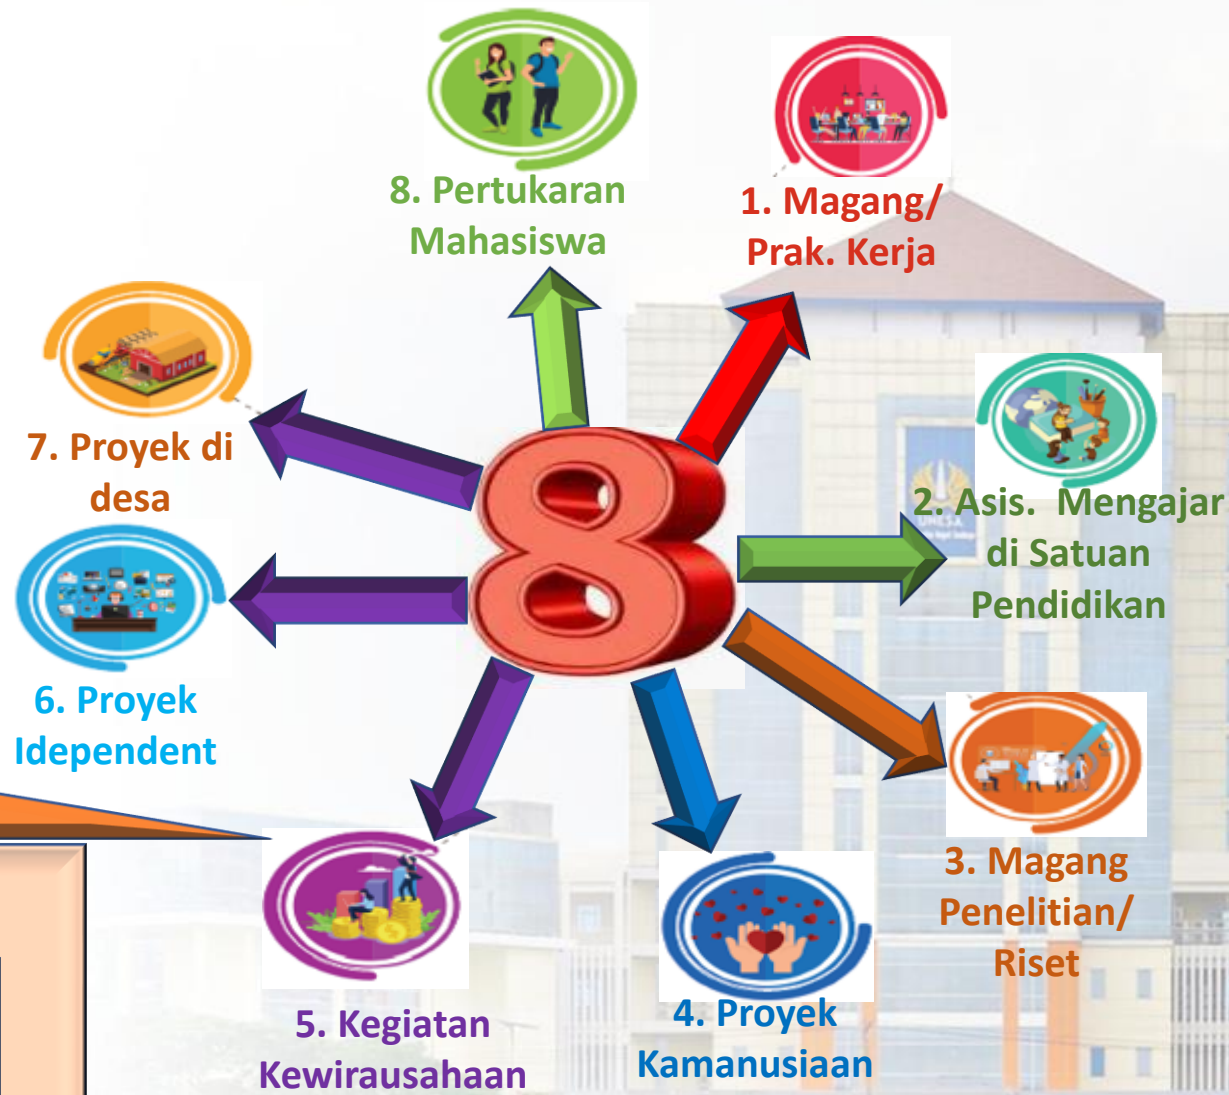 8. Pertukaran
Mahasiswa
1. Magang/
Prak. Kerja
7. Proyek di
desa
2. Asis.  Mengajar
di Satuan
Pendidikan
UNESA
8
6. Proyek
Idependent
3. Magang
Penelitian/
Riset
5. Kegiatan
Kewirausahaan
4. Proyek
Kamanusiaan